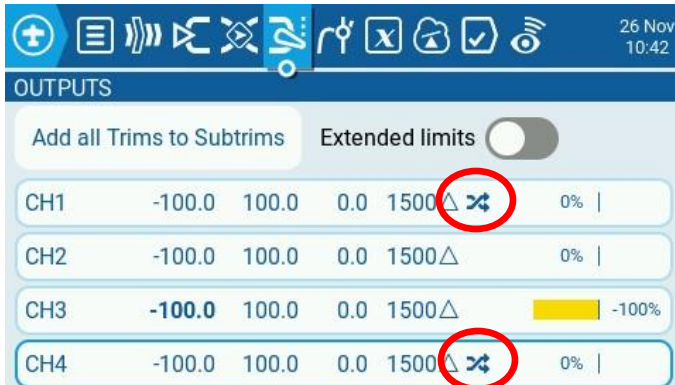 26 Nov
10:42
OUTPUTS
Add all Trims to Subtrims Extended limits
CH1 -100.0 100.0 0.0 1500△ 0%
CH2 -100.0 100.0 0.0 1500△ 0%
CH3 -100.0 100.0 0.0 1500△ -100%
CH4 -100.0 100.0 0.0 1500△ 0%